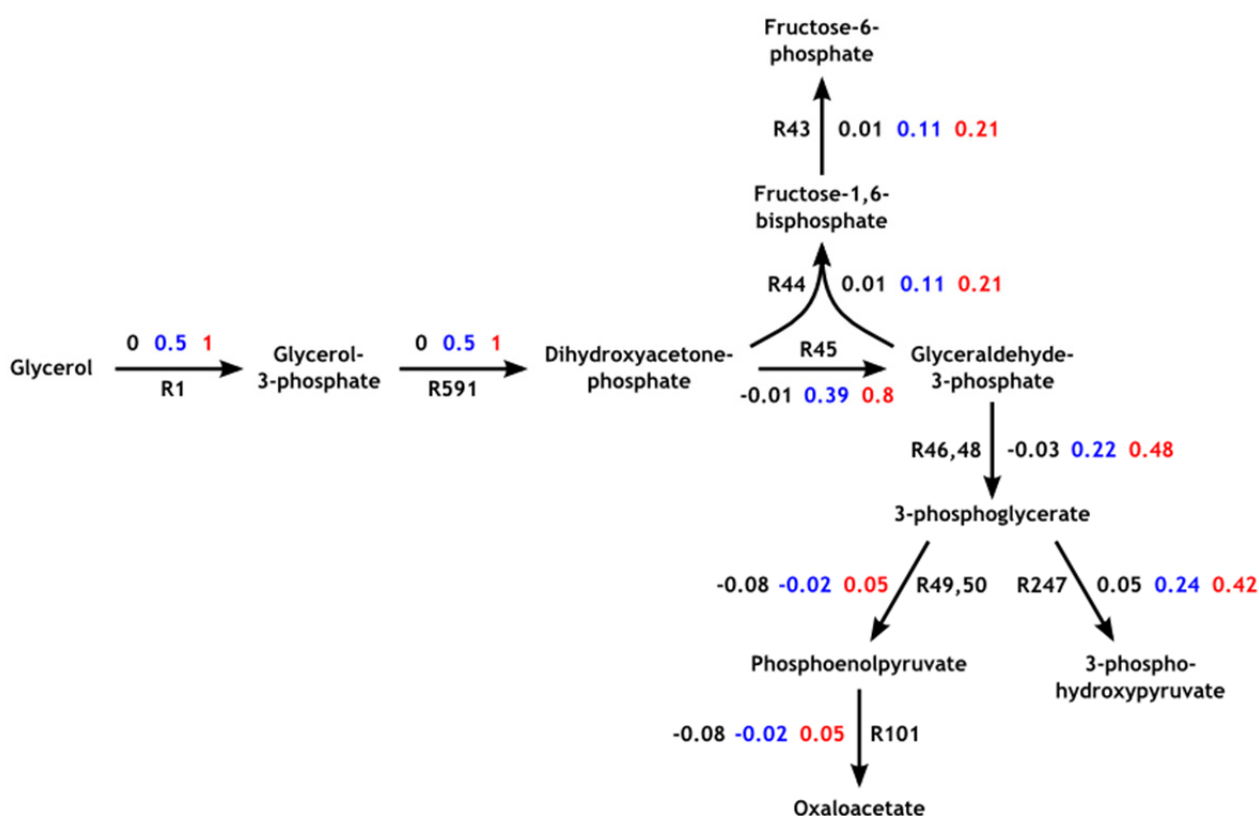 Fructose-6-
phosphate
R43 0.01 0.11 0.21
Fructose-1,6-
bisphosphate
R44 0.01 0.11 0.21
0 0.5 1
R1
0 0.5 1
R591
Glycerol
Glycerol-
3-phosphate
Dihydroxyacetone-
phosphate
R45
-0.01 0.39 0.8
Glyceraldehyde-
3-phosphate
R46,48 -0.03 0.22 0.48
3-phosphoglycerate
-0.08 -0.02 0.05 R49,50
R247 0.05 0.24 0.42
Phosphoenolpyruvate
3-phospho-
hydroxypyruvate
-0.08 -0.02 0.05 R101
Oxaloacetate